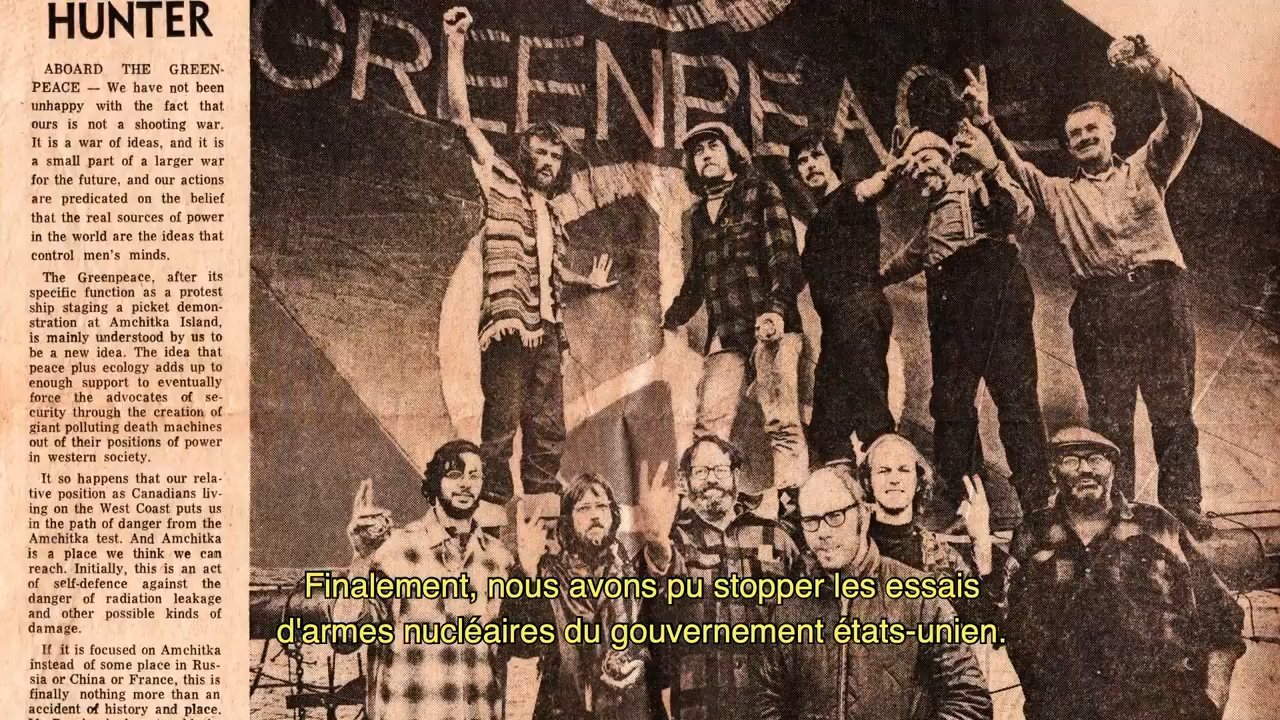 HUNTER
ABOARD THE GREEN-
PEACE — We have not been
unhappy with the fact that
ours is not a shooting war.
It is a war of ideas, and it is
a small part of a larger war
for the future, and our actions
are predicated on the belief
that the real sources of power
in the world are the ideas that
control men's minds.
The Greenpeace, after its
specific function as a protest
ship staging a picket demon-
stration at Amchitka Island,
is mainly understood by us to
be a new idea. The idea that
peace plus ecology adds up to
enough support to eventually
force the advocates of se-
curity through the creation of
giant polluting death machines
out of their positions of power
in western society.
It so happens that our rela-
tive position as Canadians liv-
ing on the West Coast puts us
in the path of danger from the
Amchitka test. And Amchitka
is a place we think we can
reach. Initially, this is an act
of self-defence against the
danger of radiation leakage
and other possible kinds of
damage.
If it is focused on Amchitka
instead of some place in Rus-
sia or China or France, this is
finally nothing more than an
accident of history and place.
GREENPEACE
Finalement, nous avons pu stopper les essais
d'armes nucléaires du gouvernement états-unien.